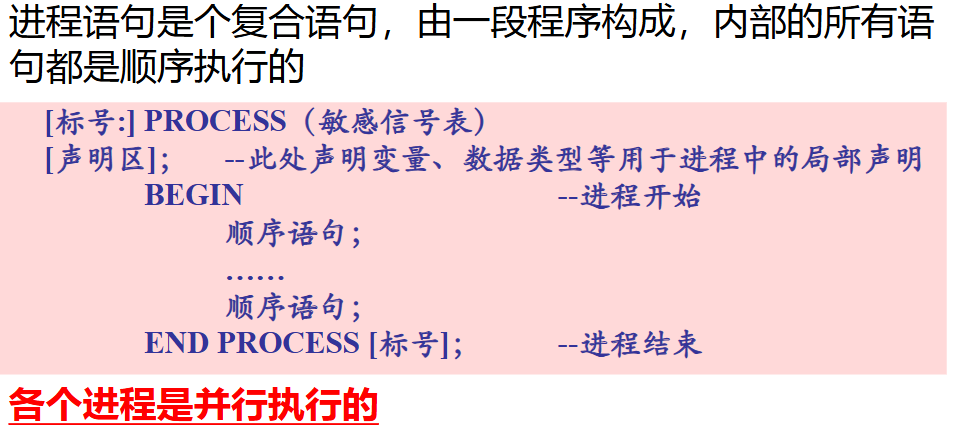 进程语句是个复合语句，由一段程序构成，内部的所有语
句都是顺序执行的
[标号:] PROCESS（敏感信号表）
[声明区]； --此处声明变量、数据类型等用于进程中的局部声明
BEGIN --进程开始
顺序语句；
……
顺序语句；
END PROCESS [标号]； --进程结束
各个进程是并行执行的